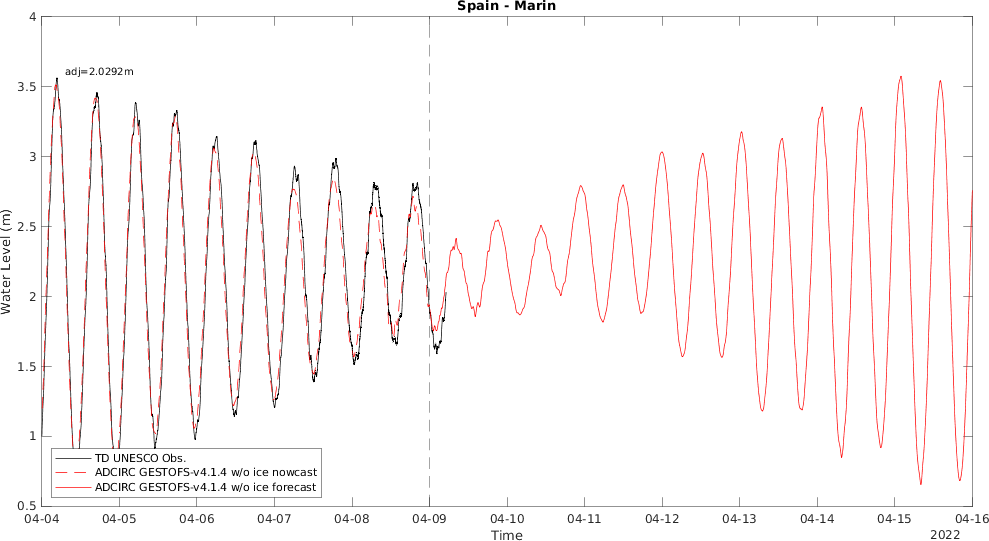 Spain - Marin
adj=2.0292m
Water Level (m)
4
3.5
3
2.5
2
1.5
1
0.5
TD UNESCO Obs.
ADCIRC GESTOFS-v4.1.4 w/o ice nowcast
ADCIRC GESTOFS-v4.1.4 w/o ice forecast
04-04 04-05 04-06 04-07 04-08 04-09 04-10 04-11 04-12 04-13 04-14 04-15 04-16
Time
2022